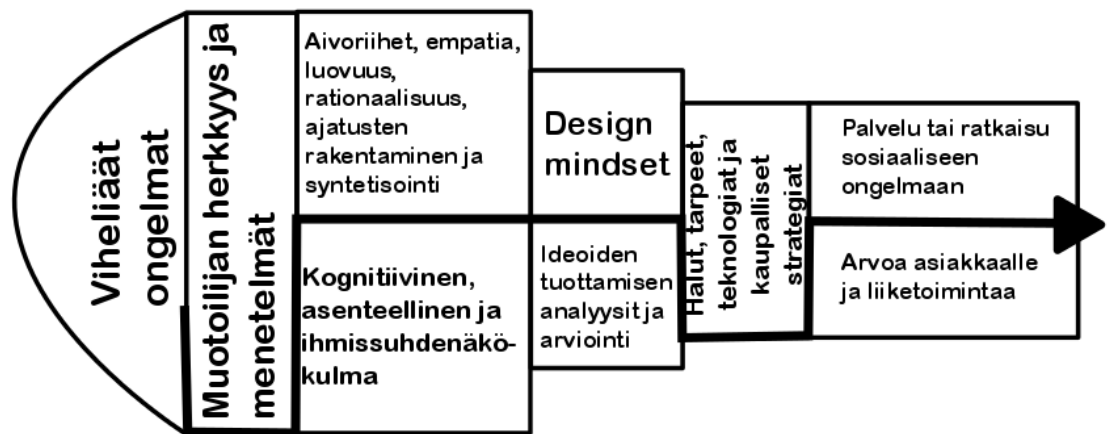 Viheliäät
ongelmat
Muotoilijan herkkyys ja
menetelmät
Aivoriihet, empatia,
luovuus,
rationaalisuus,
ajatusten
rakentaminen ja
syntetisointi
Kognitiivinen,
asenteellinen ja
ihmissuhdenäkö-
kulma
Design
mindset
Ideoiden
tuottamisen
analyysit ja
arviointi
Halut, tarpeet,
teknologiat ja
kaupalliset
strategiat
Palvelu tai ratkaisu
sosiaaliseen
ongelmaan
Arvoa asiakkaalle
ja liiketoimintaa